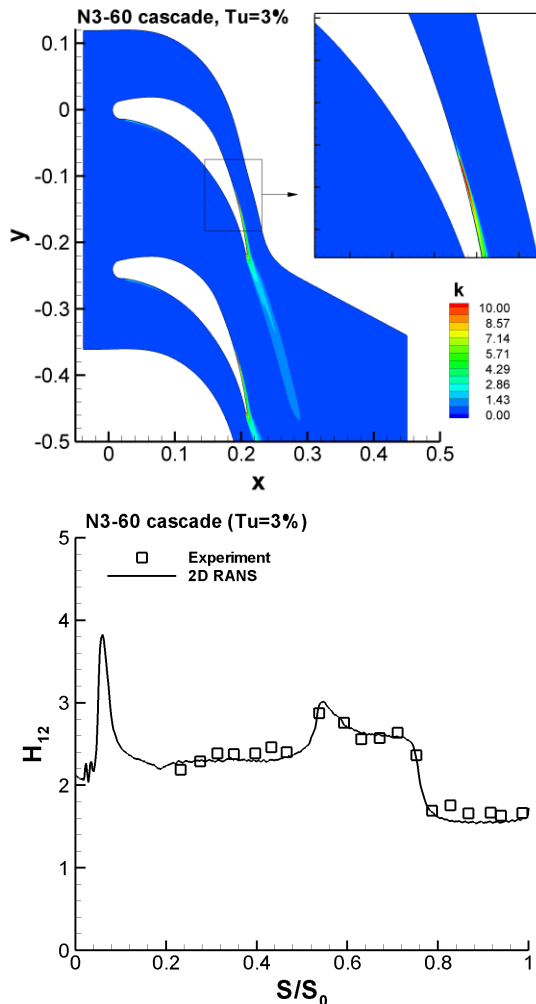 N3-60 cascade, Tu=3%
0.1
0
-0.1
-0.2
-0.3
-0.4
-0.5
y
0 0.1 0.2 0.3 0.4 0.5
x
k
10.00
8.57
7.14
5.71
4.29
2.86
1.43
0.00
N3-60 cascade (Tu=3%)
Experiment
2D RANS
5
4
3
2
1
0
H12
0 0.2 0.4 0.6 0.8 1
S/S0